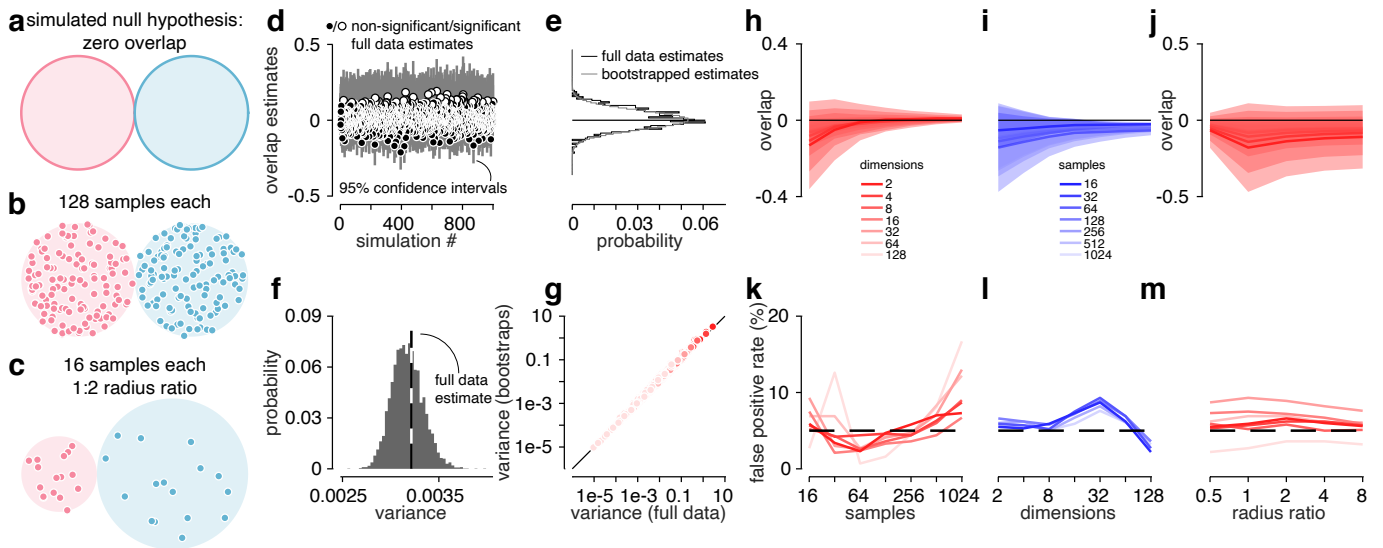 a
simulated null hypothesis:
zero overlap
b
128 samples each
c
16 samples each
1:2 radius ratio
d
●/○ non-significant/significant
full data estimates
overlap estimates
0.5
0
-0.5
95% confidence intervals
0 400 800
simulation #
e
full data estimates
bootstrapped estimates
0 0.03 0.06
probability
f
probability
0.09
0.06
0.03
0
full data
estimate
0.0025 0.0035
variance
g
variance (bootstraps)
10
0.1
1e-3
1e-5
1e-5 1e-3 0.1 10
variance (full data)
h
overlap
0.4
0
-0.4
dimensions
2
4
8
16
32
64
128
i
samples
16
32
64
128
256
512
1024
j
overlap
0.5
0
-0.5
k
false positive rate (%)
20
10
0
16 64 256 1024
samples
l
2 8 32 128
dimensions
m
0.5 1 2 4 8
radius ratio